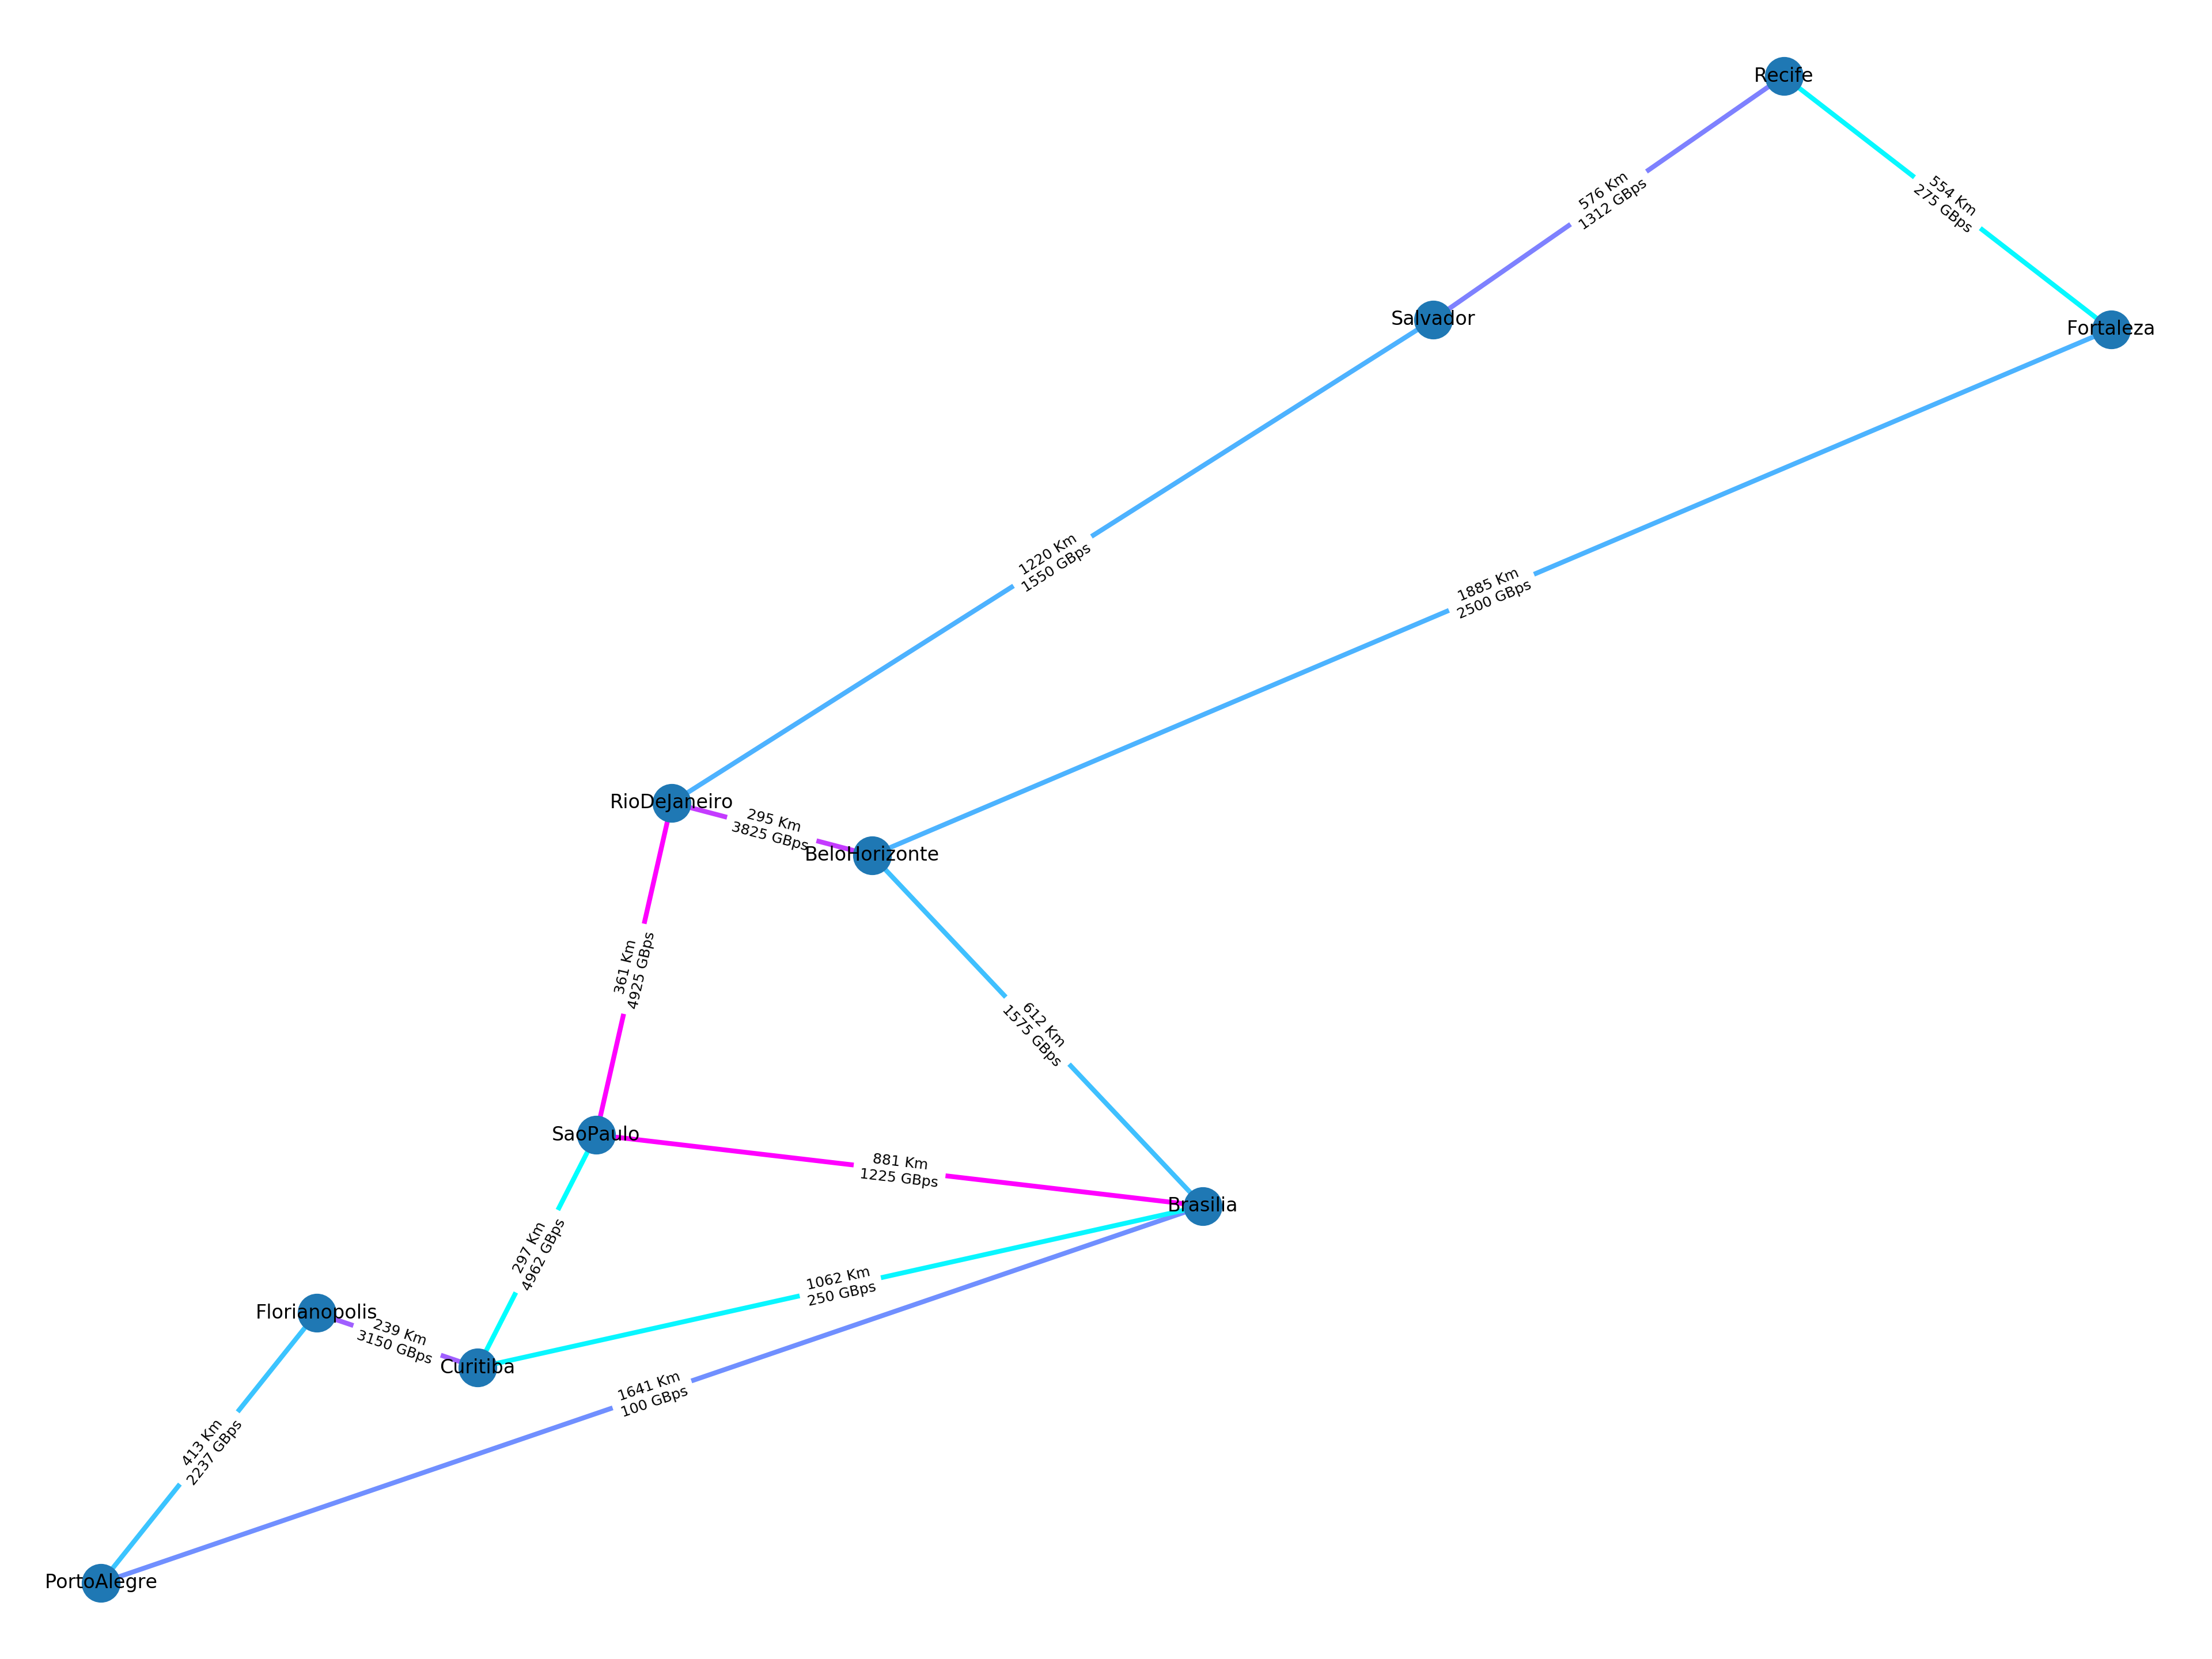 Recife
576 Km
1312 GBps
554 Km
275 GBps
Salvador
Fortaleza
1220 Km
1550 GBps
1885 Km
2500 GBps
RioDeJaneiro
295 Km
3825 GBps
BeloHorizonte
361 Km
4925 GBps
612 Km
1575 GBps
SaoPaulo
881 Km
1225 GBps
Brasilia
297 Km
4962 GBps
1062 Km
250 GBps
Florianopolis
239 Km
3150 GBps
Curitiba
1641 Km
100 GBps
413 Km
2237 GBps
PortoAlegre